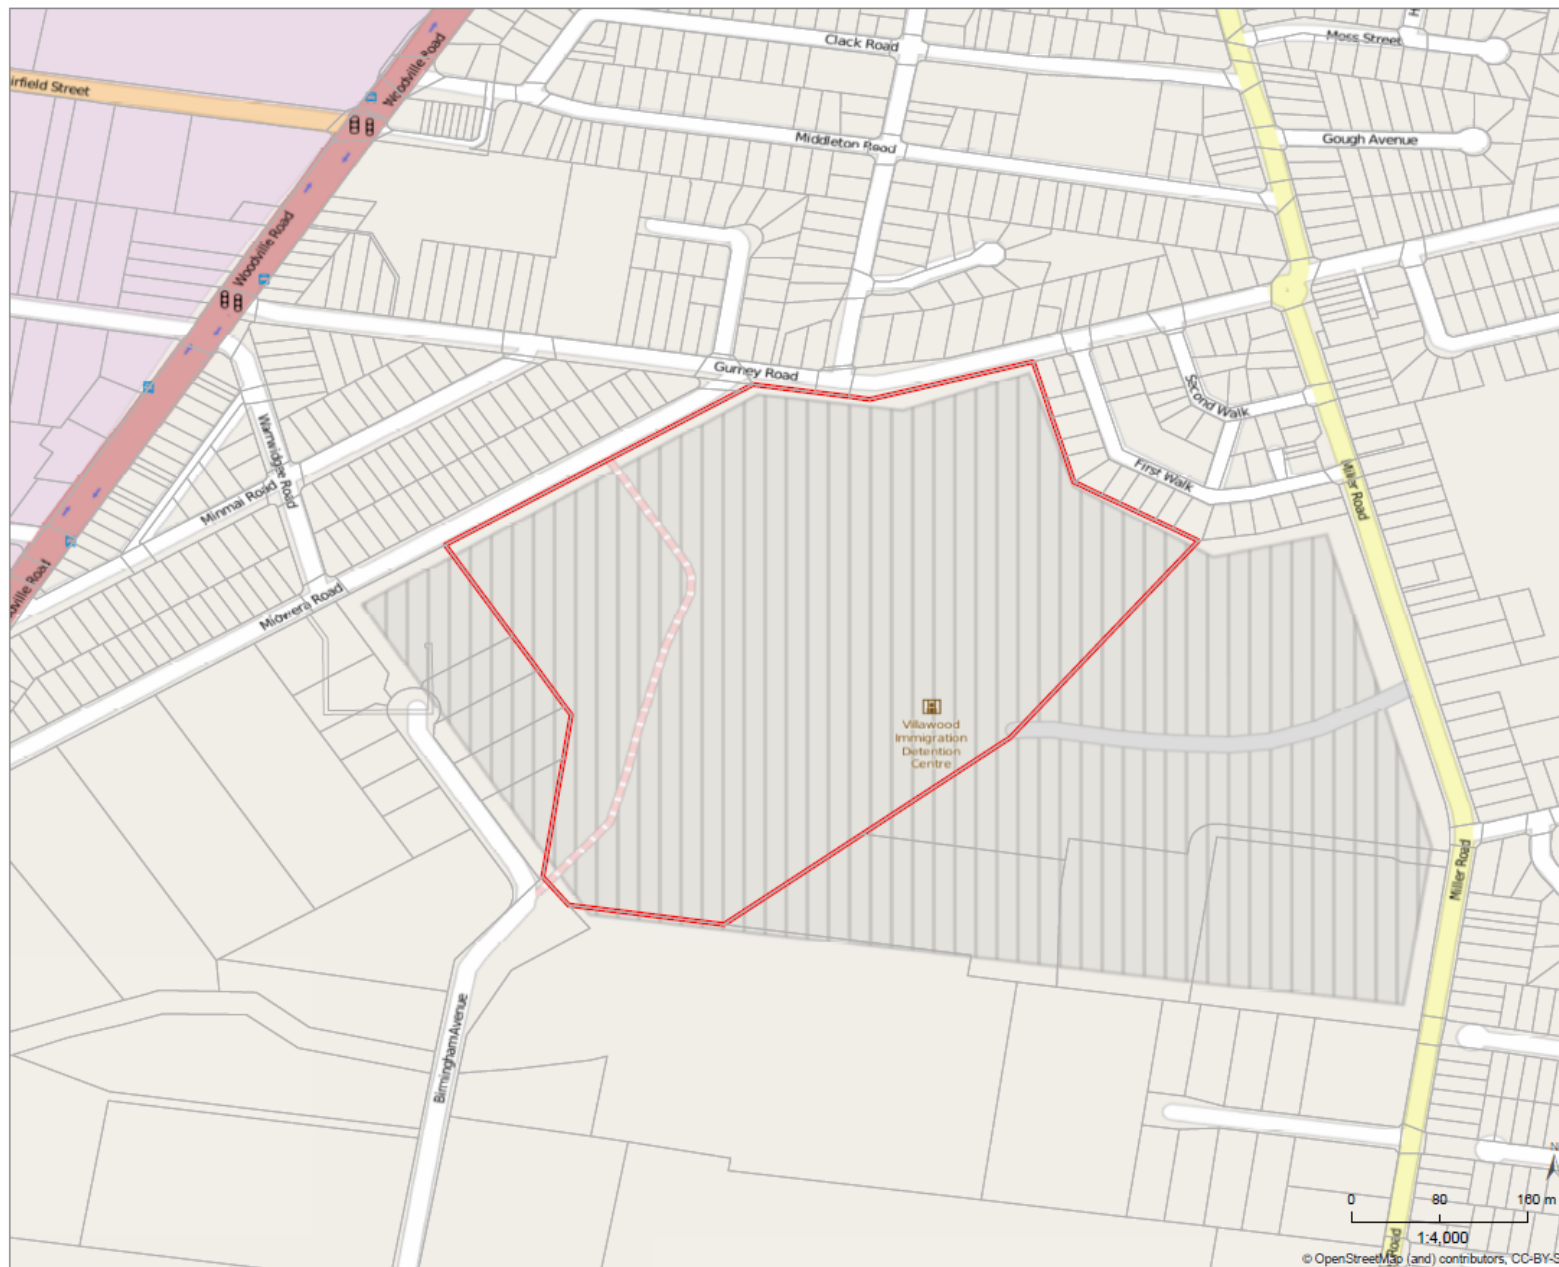 Clack Road
Moss Street
Woodville Road
irfield Street
Middleton Road
Gough Avenue
Woodville Road
Gurney Road
Second Walk
Warwidgee Road
First Walk
Miller Road
Minmai Road
ville Road
Miowera Road
Villawood
Immigration
Detention
Centre
Miller Road
Birmingham Avenue
N
0 80 160 m
1:4,000
Road
© OpenStreetMap (and) contributors, CC-BY-S